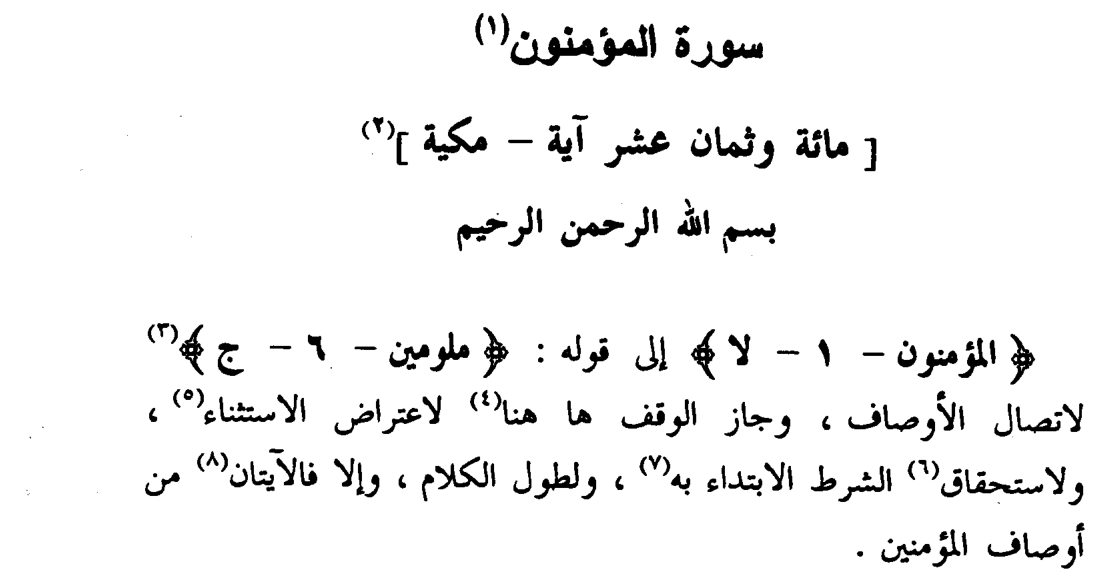 سورة المؤمنون(١)
[ مائة وثمان عشر آية – مكية ](٢)
بسم الله الرحمن الرحيم
﴿ المؤمنون – ١ – لا ﴾ إلى قوله : ﴿ ملومين – ٦ – ج ﴾(٣)
لاتصال الأوصاف ، وجاز الوقف ها هنا(٤) لاعتراض الاستثناء(٥) ،
ولاستحقاق(٦) الشرط الابتداء به(٧) ، ولطول الكلام ، وإلا فالآيتان(٨) من
أوصاف المؤمنين .